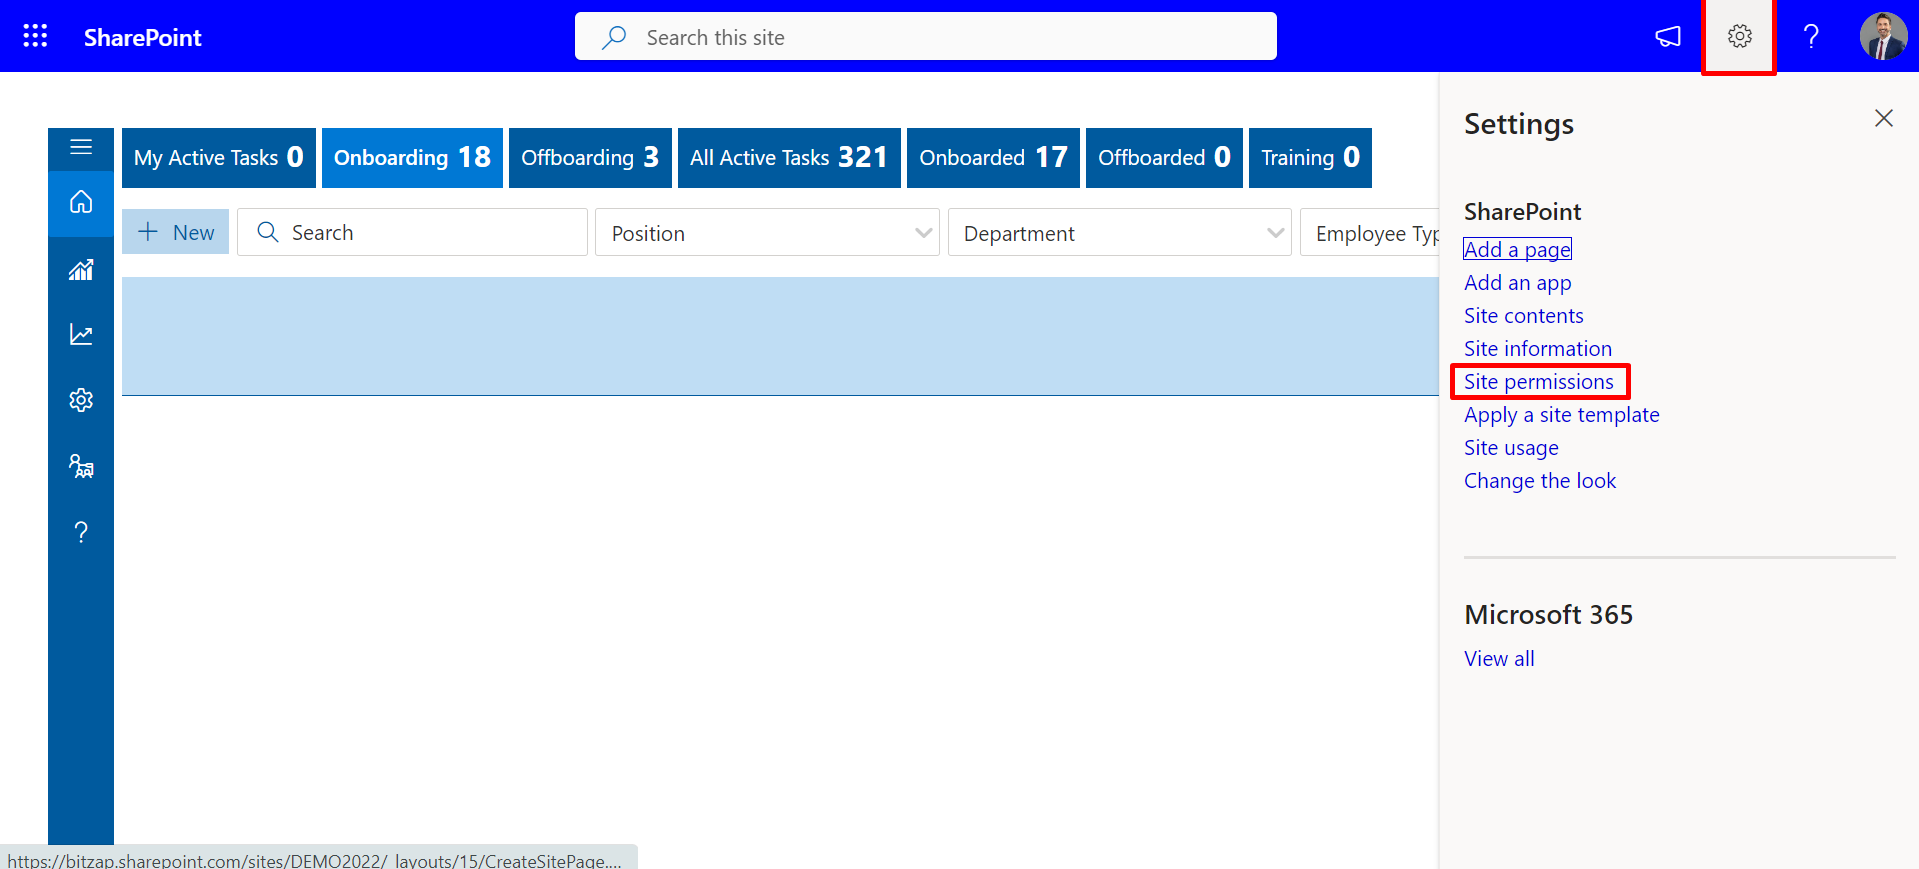 SharePoint
Search this site
?
My Active Tasks 0
Onboarding 18
Offboarding 3
All Active Tasks 321
Onboarded 17
Offboarded 0
Training 0
+ New
Search
Position
Department
Employee Typ
?
Settings
SharePoint
Add a page
Add an app
Site contents
Site information
Site permissions
Apply a site template
Site usage
Change the look
Microsoft 365
View all
https://bitzap.sharepoint.com/sites/DEMO2022/_layouts/15/CreateSitePage....